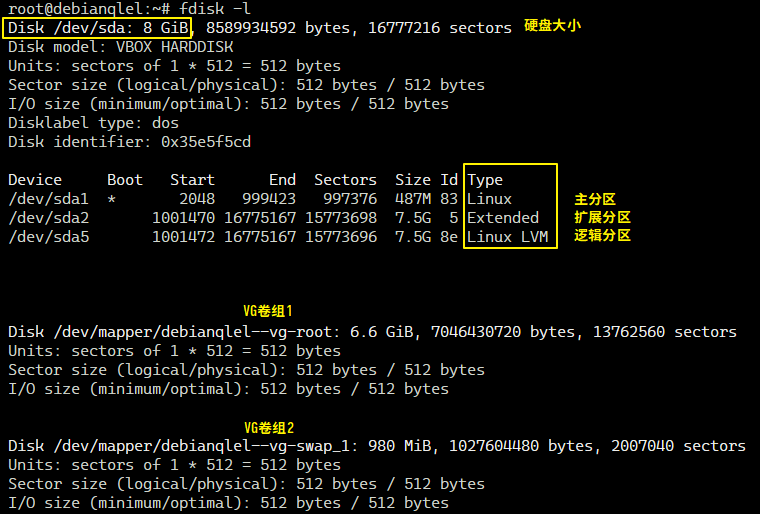 root@debianqlel:~# fdisk -l
Disk /dev/sda: 8 GiB, 8589934592 bytes, 16777216 sectors 硬盘大小
Disk model: VBOX HARDDISK
Units: sectors of 1 * 512 = 512 bytes
Sector size (logical/physical): 512 bytes / 512 bytes
I/O size (minimum/optimal): 512 bytes / 512 bytes
Disklabel type: dos
Disk identifier: 0x35e5f5cd
Device Boot Start End Sectors Size Id Type
/dev/sda1 * 2048 999423 997376 487M 83 Linux 主分区
/dev/sda2 1001470 16775167 15773698 7.5G 5 Extended 扩展分区
/dev/sda5 1001472 16775167 15773696 7.5G 8e Linux LVM 逻辑分区
VG卷组1
Disk /dev/mapper/debianqlel--vg-root: 6.6 GiB, 7046430720 bytes, 13762560 sectors
Units: sectors of 1 * 512 = 512 bytes
Sector size (logical/physical): 512 bytes / 512 bytes
I/O size (minimum/optimal): 512 bytes / 512 bytes
VG卷组2
Disk /dev/mapper/debianqlel--vg-swap_1: 980 MiB, 1027604480 bytes, 2007040 sectors
Units: sectors of 1 * 512 = 512 bytes
Sector size (logical/physical): 512 bytes / 512 bytes
I/O size (minimum/optimal): 512 bytes / 512 bytes